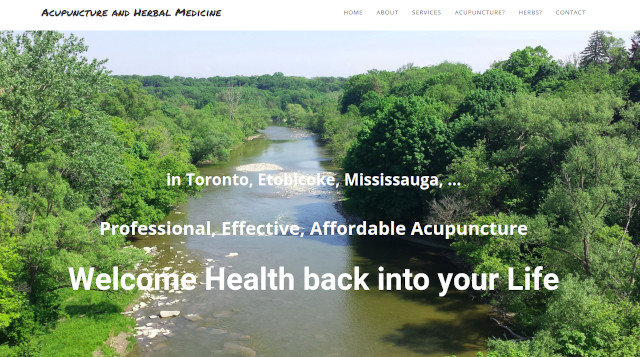 Acupuncture and Herbal Medicine
HOME ABOUT SERVICES ACUPUNCTURE? HERBS? CONTACT
in Toronto, Etobicoke, Mississauga, ...
Professional, Effective, Affordable Acupuncture
Welcome Health back into your Life